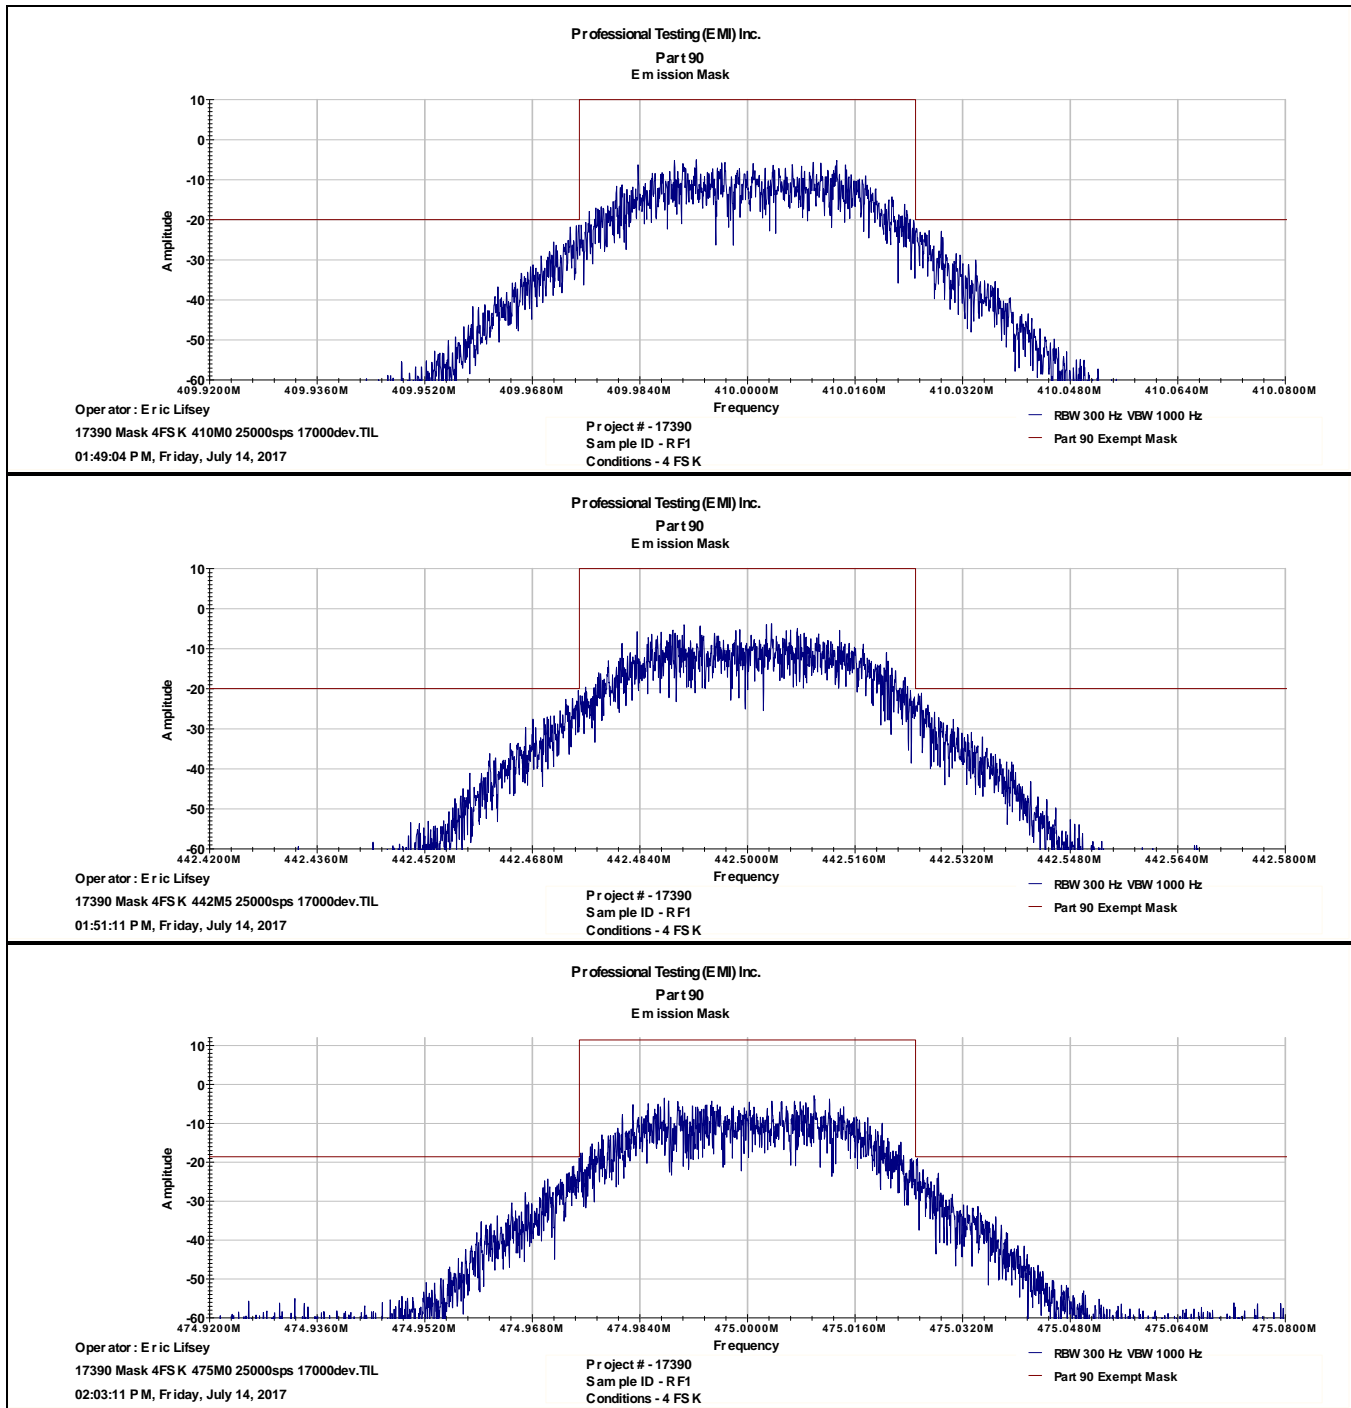 Professional Testing (EMI) Inc.
Part 90
Emission Mask
10
0
-10
-20
-30
-40
-50
-60
Amplitude
409.9200M 409.9360M 409.9520M 409.9680M 409.9840M 410.0000M 410.0160M 410.0320M 410.0480M 410.0640M 410.0800M
Frequency
Operator: Eric Lifsey
17390 Mask 4FSK 410M0 25000sps 17000dev.TIL
01:49:04 PM, Friday, July 14, 2017
Project # - 17390
Sample ID - RF1
Conditions - 4 FSK
RBW 300 Hz VBW 1000 Hz
Part 90 Exempt Mask
Professional Testing (EMI) Inc.
Part 90
Emission Mask
10
0
-10
-20
-30
-40
-50
-60
Amplitude
442.4200M 442.4360M 442.4520M 442.4680M 442.4840M 442.5000M 442.5160M 442.5320M 442.5480M 442.5640M 442.5800M
Frequency
Operator: Eric Lifsey
17390 Mask 4FSK 442M5 25000sps 17000dev.TIL
01:51:11 PM, Friday, July 14, 2017
Project # - 17390
Sample ID - RF1
Conditions - 4 FSK
RBW 300 Hz VBW 1000 Hz
Part 90 Exempt Mask
Professional Testing (EMI) Inc.
Part 90
Emission Mask
10
0
-10
-20
-30
-40
-50
-60
Amplitude
474.9200M 474.9360M 474.9520M 474.9680M 474.9840M 475.0000M 475.0160M 475.0320M 475.0480M 475.0640M 475.0800M
Frequency
Operator: Eric Lifsey
17390 Mask 4FSK 475M0 25000sps 17000dev.TIL
02:03:11 PM, Friday, July 14, 2017
Project # - 17390
Sample ID - RF1
Conditions - 4 FSK
RBW 300 Hz VBW 1000 Hz
Part 90 Exempt Mask